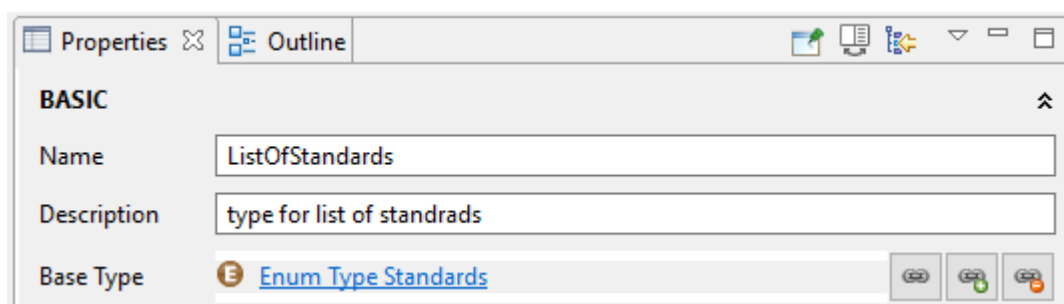 Properties Outline
BASIC
Name ListOfStandards
Description type for list of standrads
Base Type E Enum Type Standards